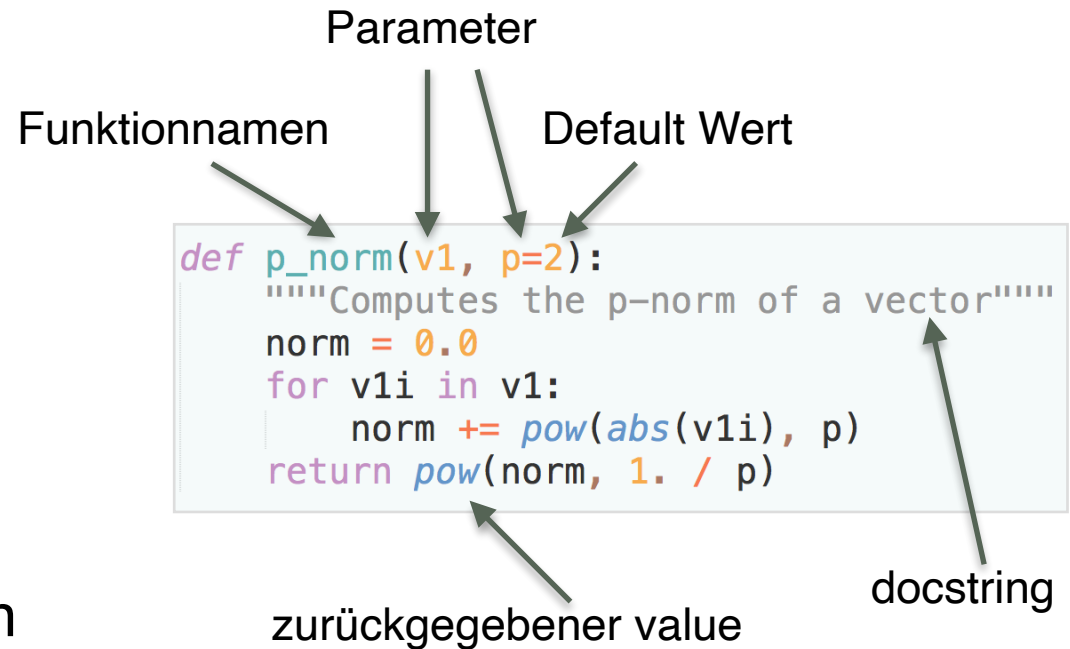 Parameter
Funktionnamen
Default Wert
def p_norm(v1, p=2):
"""Computes the p-norm of a vector"""
norm = 0.0
for v1i in v1:
norm += pow(abs(v1i), p)
return pow(norm, 1. / p)
docstring
zurückgegebener value